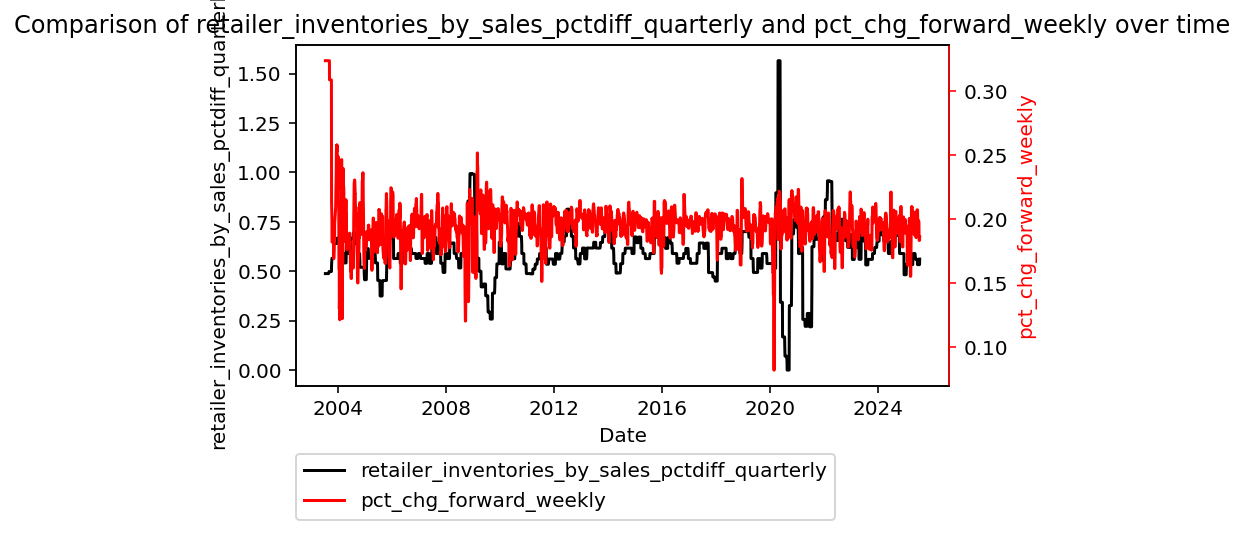 Comparison of retailer_inventories_by_sales_pctdiff_quarterly and pct_chg_forward_weekly over time
retailer_inventories_by_sales_pctdiff_quarterly
1.50
1.25
1.00
0.75
0.50
0.25
0.00
0.30
0.25
0.20
0.15
0.10
pct_chg_forward_weekly
2004 2008 2012 2016 2020 2024
Date
retailer_inventories_by_sales_pctdiff_quarterly
pct_chg_forward_weekly